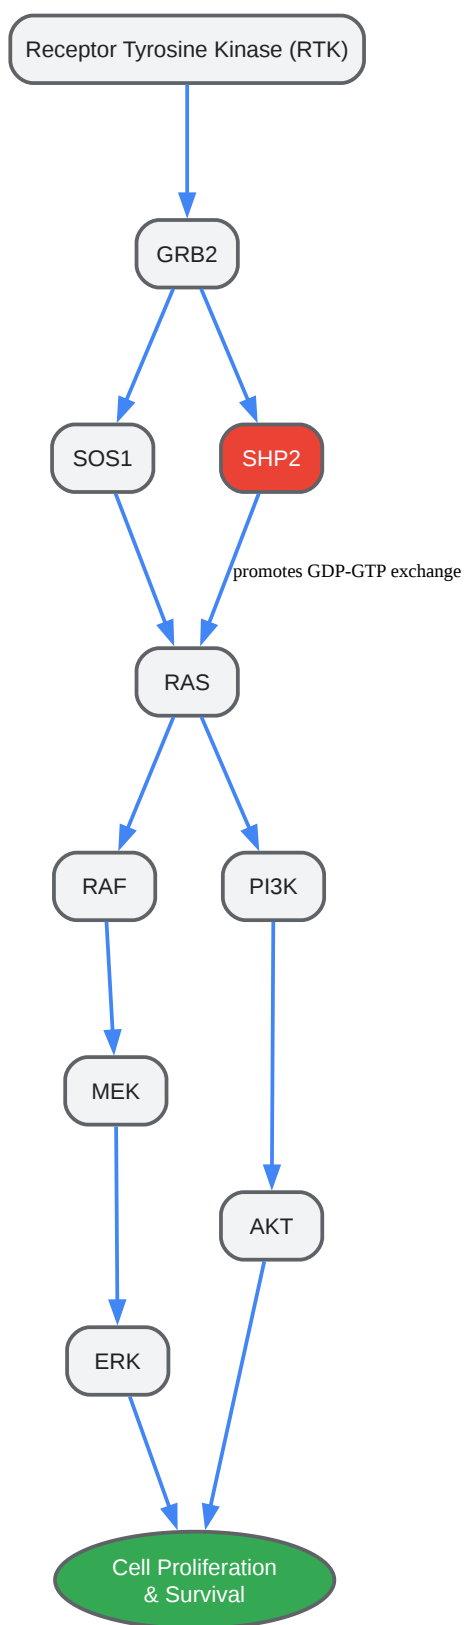 Receptor Tyrosine Kinase (RTK)
GRB2
SOS1
SHP2
promotes GDP-GTP exchange
RAS
RAF
PI3K
MEK
AKT
ERK
Cell Proliferation
& Survival